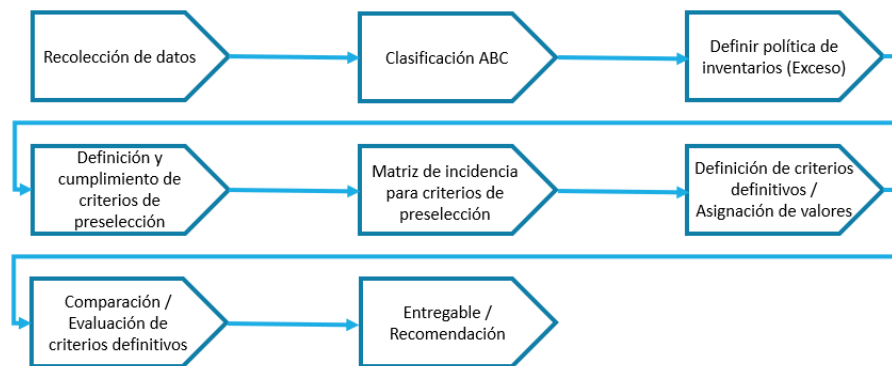 Recolección de datos
Clasificación ABC
Definir política de
inventarios (Exceso)
Definición y
cumplimiento de
criterios de
preselección
Matriz de incidencia
para criterios de
preselección
Definición de criterios
definitivos /
Asignación de valores
Comparación /
Evaluación de
criterios definitivos
Entregable /
Recomendación